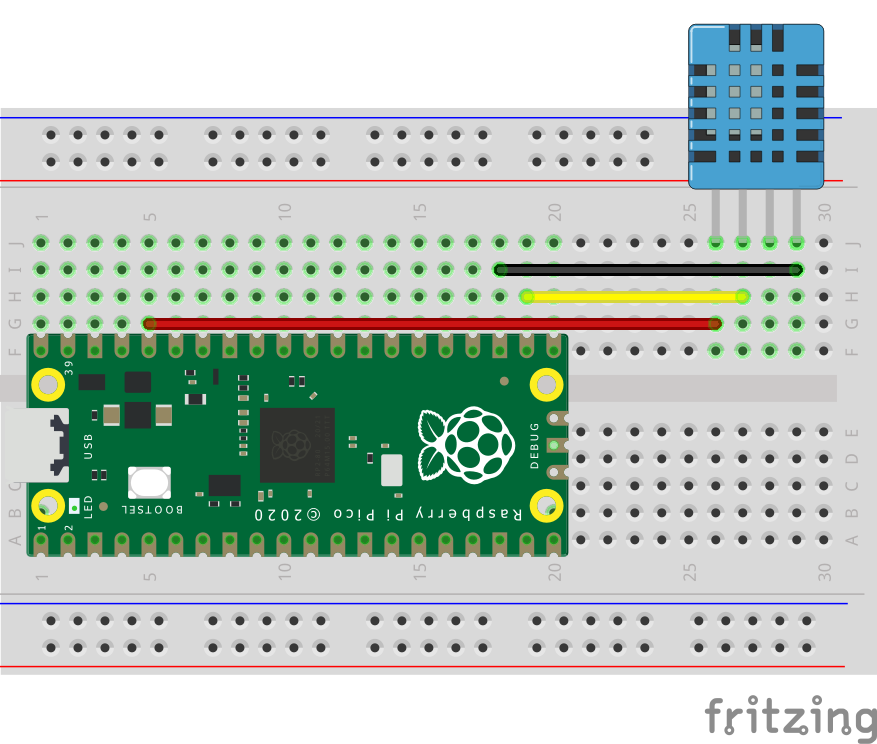 1 5 10 15 20 25 30
J J
I I
H H
G G
F F
39
USB
DEBUG
E
D
C C
B B
A A
LED
BOOTSEL
Raspberry Pi Pico ©2020
1 2
1 5 10 15 20 25 30
fritzing